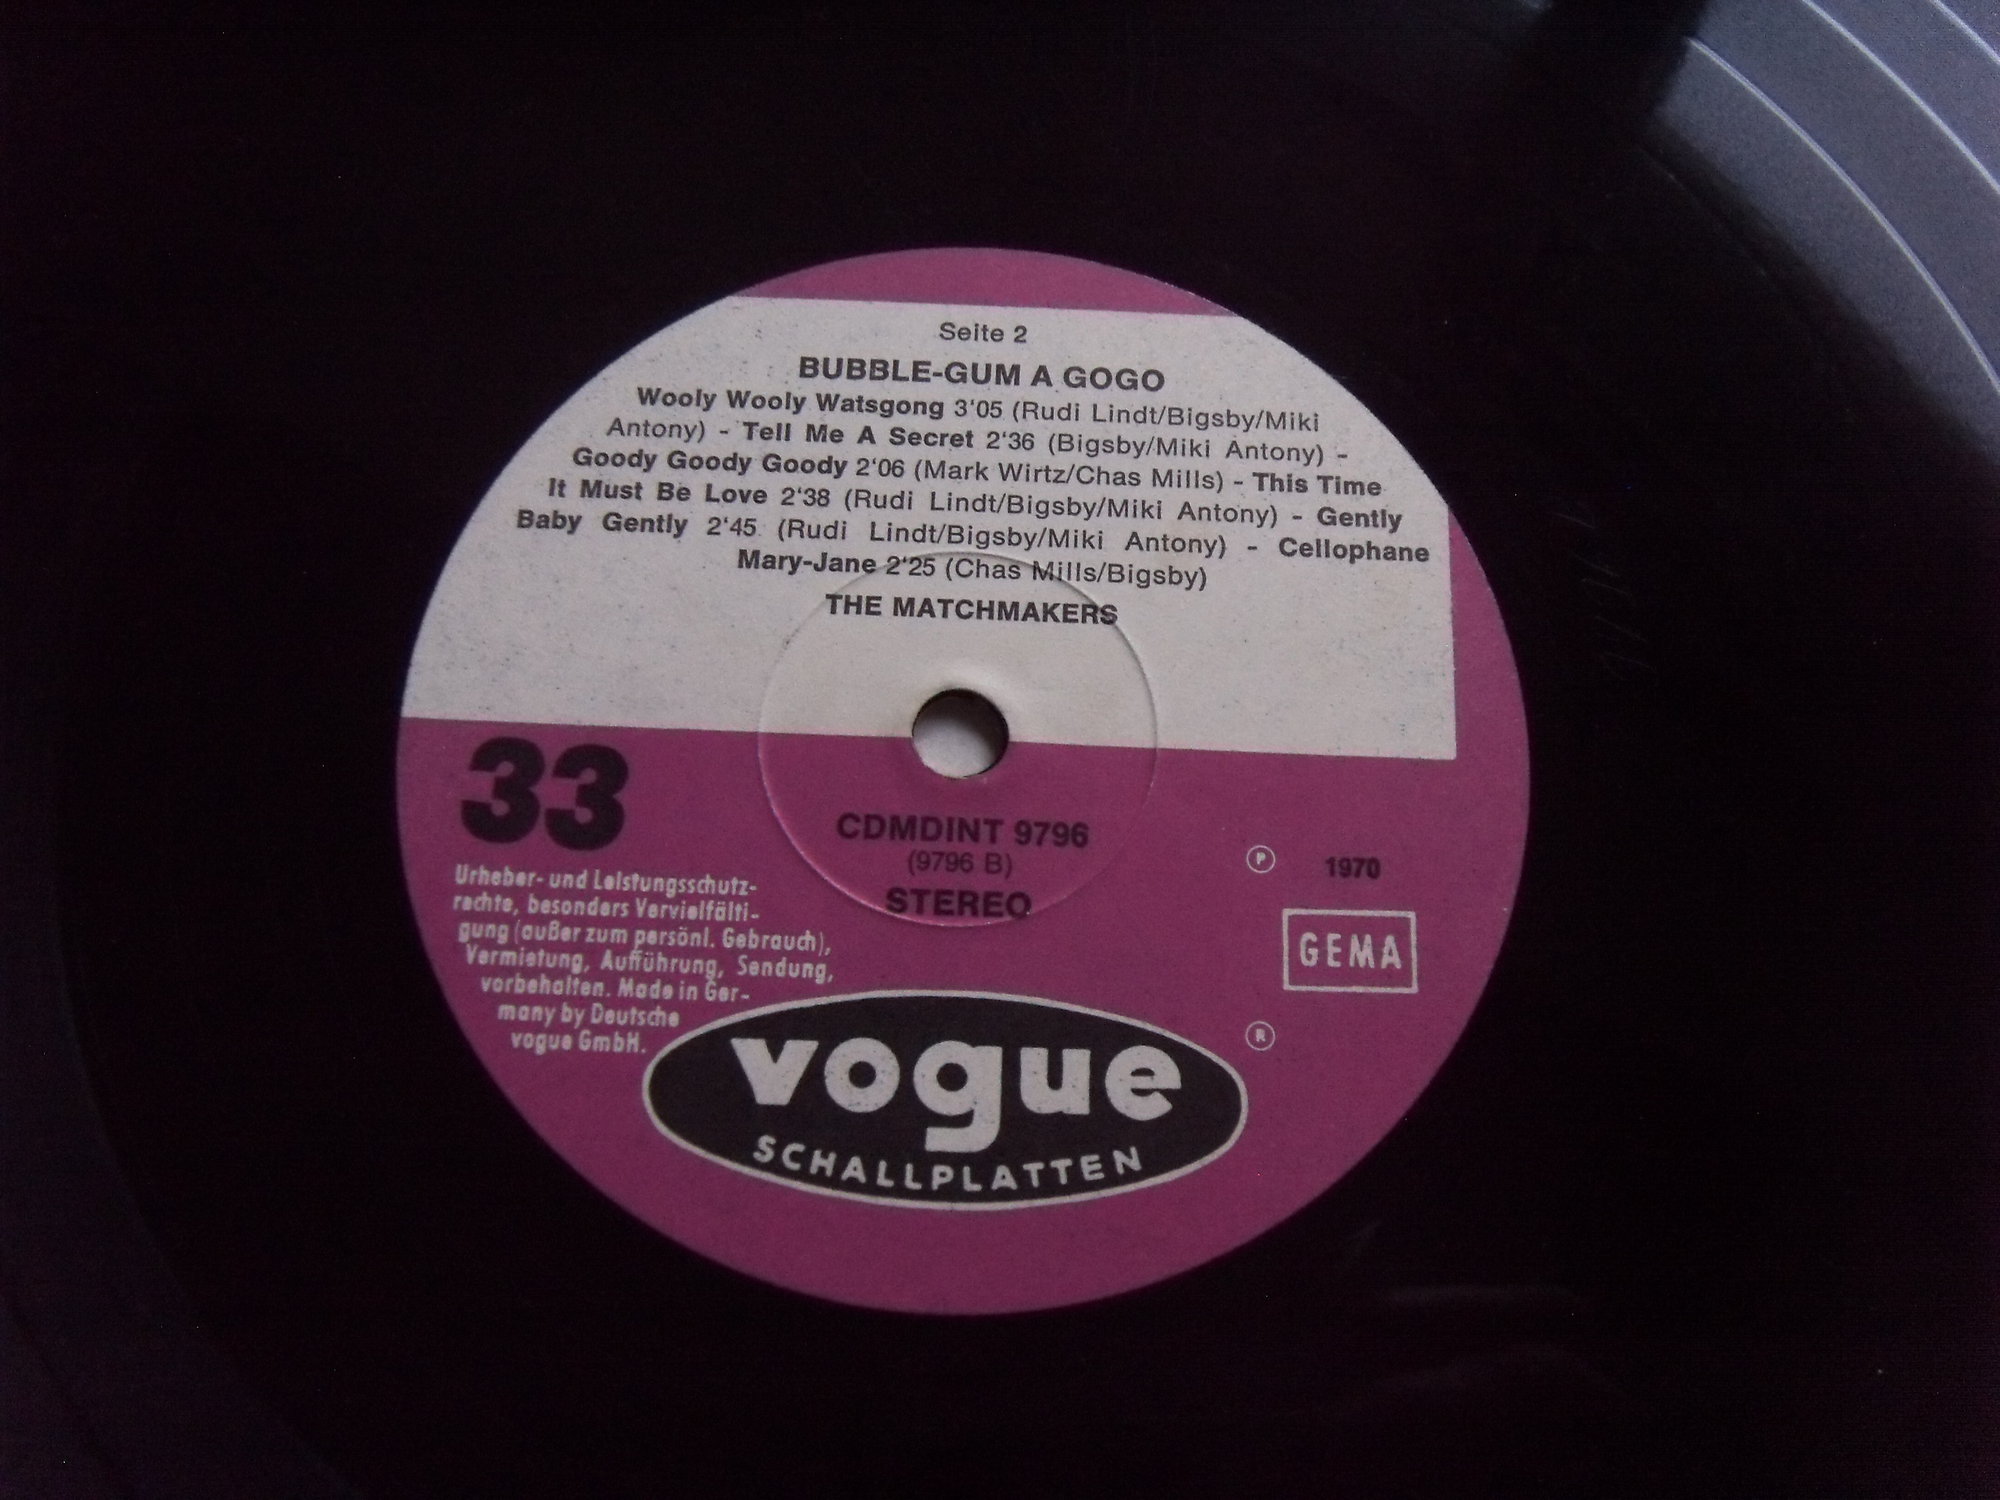 Seite 2
BUBBLE-GUM A GOGO
Wooly Wooly Watsgong 3'05 (Rudi Lindt/Bigsby/Miki
Antony) - Tell Me A Secret 2'36 (Bigsby/Miki Antony) -
Goody Goody Goody 2'06 (Mark Wirtz/Chas Mills) - This Time
It Must Be Love 2'38 (Rudi Lindt/Bigsby/Miki Antony) - Gently
Baby Gently 2'45 (Rudi Lindt/Bigsby/Miki Antony) - Cellophane
Mary-Jane 2'25 (Chas Mills/Bigsby)
THE MATCHMAKERS
33
CDMDINT 9796
(9796 B)
STEREO
Ⓟ 1970
GEMA
Urheber- und Leistungsschutz-
rechte, besonders Vervielfälti-
gung (außer zum persönl. Gebrauch),
Vermietung, Aufführung, Sendung,
vorbehalten. Made in Ger-
many by Deutsche
vogue GmbH.
®
vogue
SCHALLPLATTEN